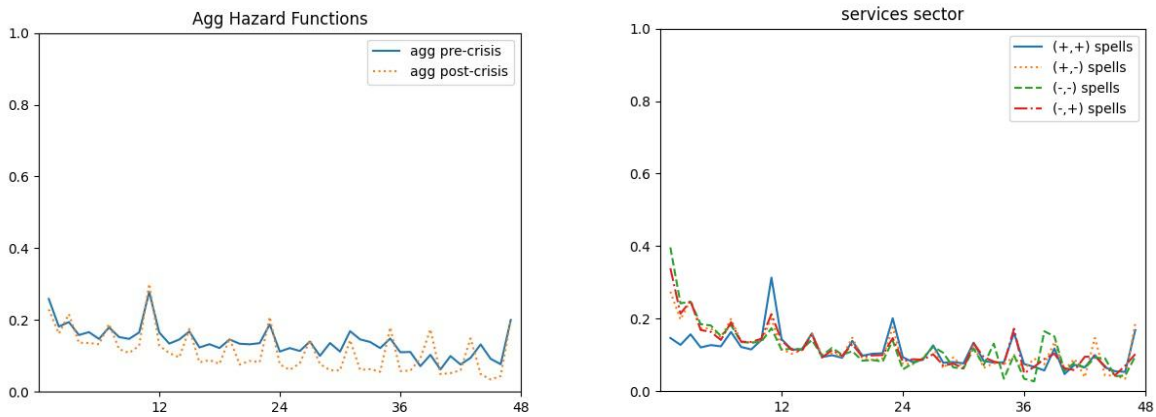 Agg Hazard Functions
1.0
0.8
0.6
0.4
0.2
0.0
12
24
36
48
agg pre-crisis
agg post-crisis
services sector
1.0
0.8
0.6
0.4
0.2
0.0
12
24
36
48
(+,+) spells
(+,-) spells
(-,-) spells
(-,+) spells